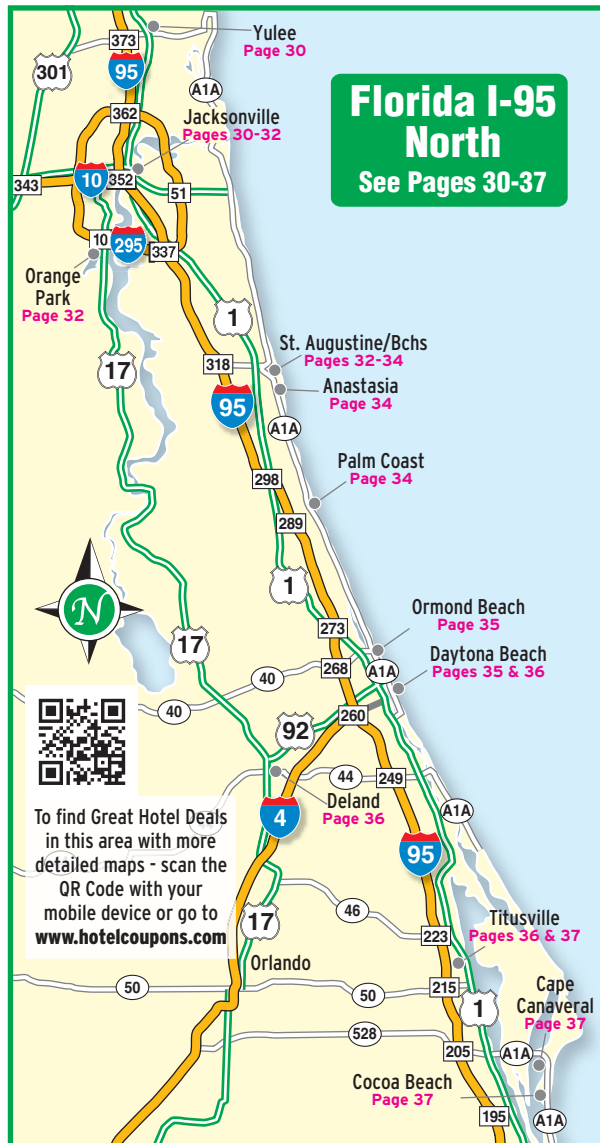 Yulee
Page 30
373
301
95
A1A
362
Jacksonville
Pages 30-32
Florida I-95
North
See Pages 30-37
343
10
352
51
10
295
337
Orange
Park
Page 32
1
17
St. Augustine/Bchs
Pages 32-34
318
Anastasia
Page 34
95
A1A
Palm Coast
Page 34
298
289
1
N
Ormond Beach
Page 35
273
17
Daytona Beach
Pages 35 & 36
268
A1A
40
40
260
92
44
249
Deland
Page 36
4
A1A
95
To find Great Hotel Deals
in this area with more
detailed maps - scan the
QR Code with your
mobile device or go to
www.hotelcoupons.com
46
17
Titusville
Pages 36 & 37
223
Orlando
Cape
Canaveral
Page 37
50
50
215
1
528
205
A1A
Cocoa Beach
Page 37
195
A1A